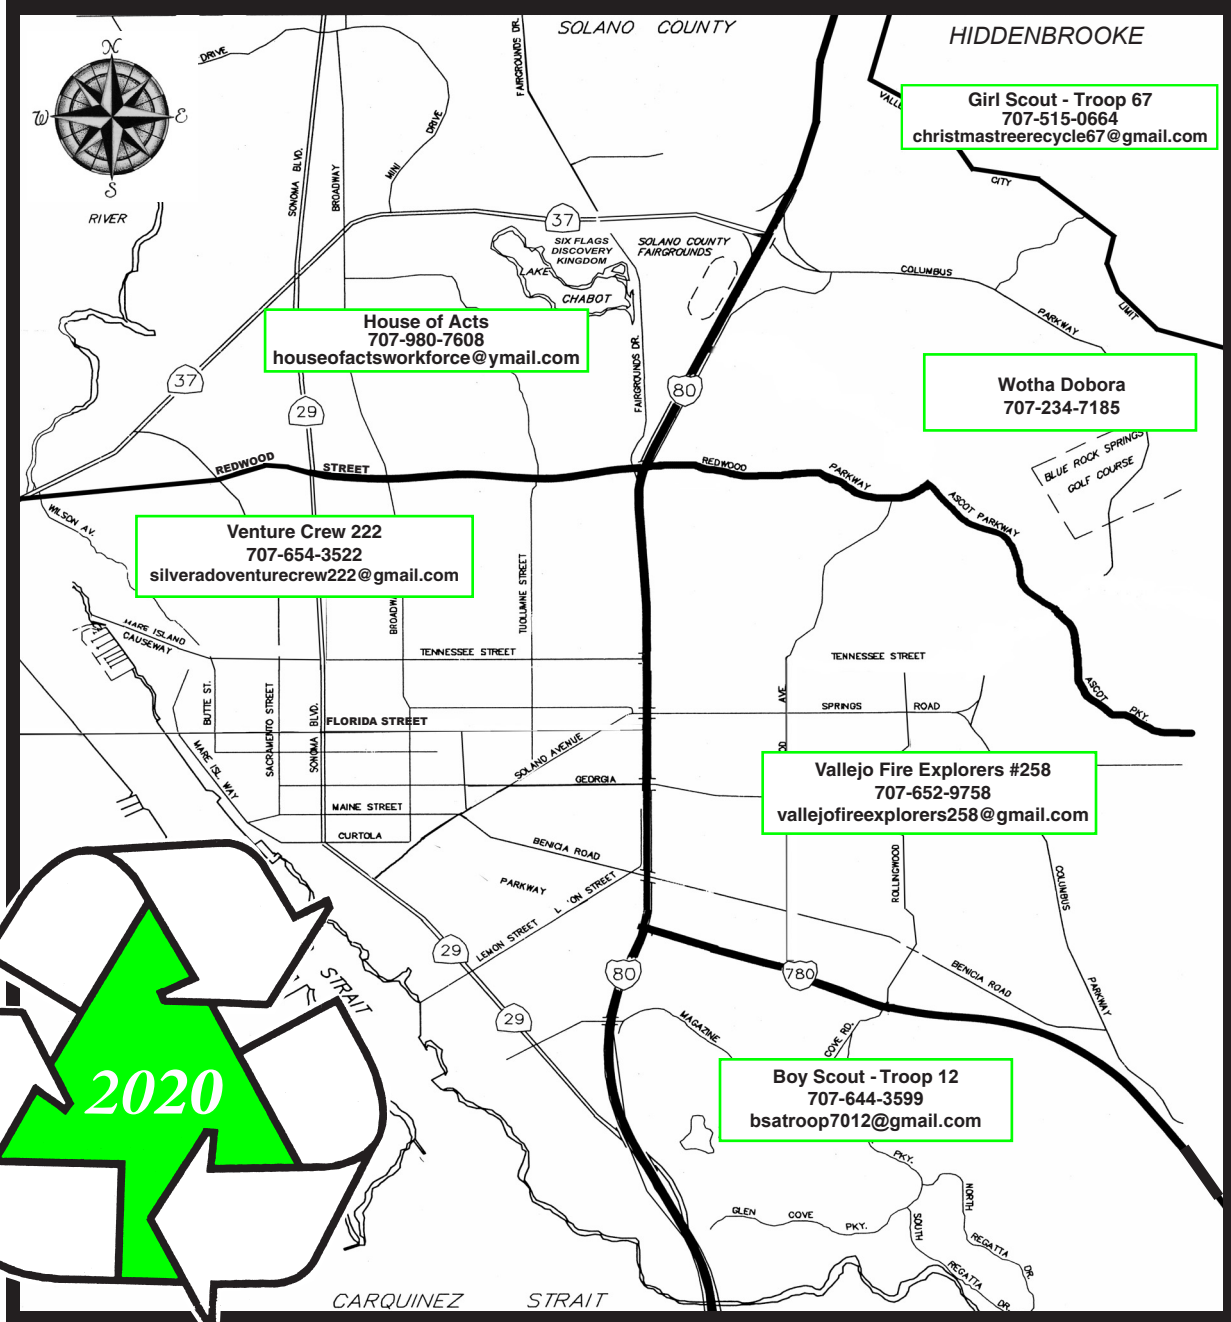 SOLANO COUNTY
HIDDENBROOKE
N
W
E
S
RIVER
DRIVE
SONOMA BLVD.
BROADWAY
MINI
DRIVE
FAIRGROUNDS DR.
Girl Scout - Troop 67
707-515-0664
christmastreerecycle67@gmail.com
CITY
LIMIT
37
SIX FLAGS
DISCOVERY
KINGDOM
LAKE
CHABOT
SOLANO COUNTY
FAIRGROUNDS
COLUMBUS
PARKWAY
House of Acts
707-980-7608
houseofactsworkforce@ymail.com
FAIRGROUNDS DR.
37
29
80
Wotha Dobora
707-234-7185
BLUE ROCK SPRINGS
GOLF COURSE
REDWOOD
STREET
REDWOOD
PARKWAY
ASCOT PARKWAY
WILSON AV.
Venture Crew 222
707-654-3522
silveradoventurecrew222@gmail.com
TUOLUMNE STREET
MARE ISLAND
CAUSEWAY
TENNESSEE STREET
TENNESSEE STREET
BUTTE ST.
SACRAMENTO STREET
SONOMA BLVD.
FLORIDA STREET
AVE
SPRINGS
ROAD
ASCOT
PKY.
MARE ISL. WAY
SOLANO AVENUE
GEORGIA
MAINE STREET
CURTOLA
PARKWAY
BENICIA ROAD
Vallejo Fire Explorers #258
707-652-9758
vallejofireexplorers258@gmail.com
ROLLINGWOOD
COLUMBUS
PARKWAY
LEMON STREET
29
80
780
BENICIA ROAD
STRAIT
29
MAGAZINE
COVE RD.
2020
Boy Scout - Troop 12
707-644-3599
bsatroop7012@gmail.com
PKY.
GLEN
COVE
PKY.
SOUTH
REGATTA
DR.
NORTH
REGATTA
DR.
CARQUINEZ
STRAIT